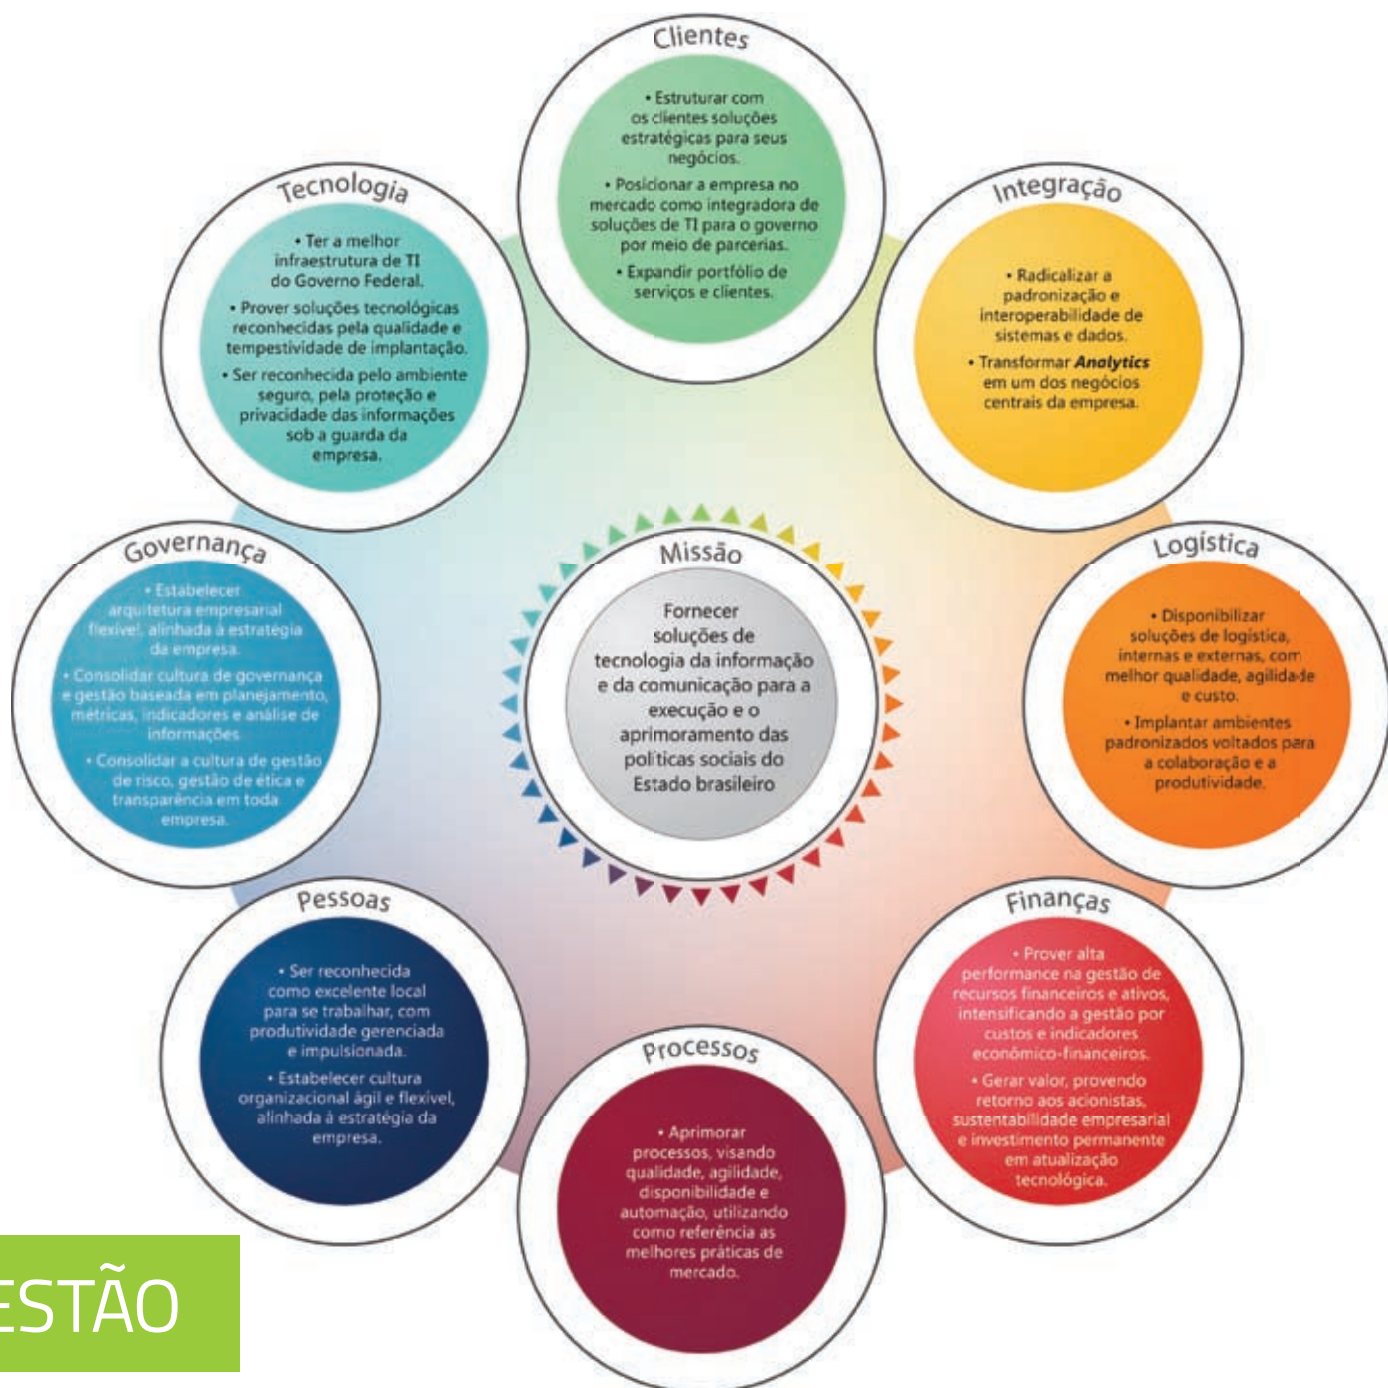 Clientes
• Estruturar com
os clientes soluções
estratégicas para seus
negócios.
• Posicionar a empresa no
mercado como integradora de
soluções de TI para o governo
por meio de parcerias.
• Expandir portfólio de
serviços e clientes.
Tecnologia
• Ter a melhor
infraestrutura de TI
do Governo Federal.
• Prover soluções tecnológicas
reconhecidas pela qualidade e
tempestividade de implantação.
• Ser reconhecida pelo ambiente
seguro, pela proteção e
privacidade das informações
sob a guarda da
empresa.
Integração
• Radicalizar a
padronização e
interoperabilidade de
sistemas e dados.
• Transformar Analytics
em um dos negócios
centrais da empresa.
Governança
• Estabelecer
arquitetura empresarial
flexível, alinhada à estratégia
da empresa.
• Consolidar cultura de governança
e gestão baseada em planejamento,
métricas, indicadores e análise de
informações
• Consolidar a cultura de gestão
de risco, gestão de ética e
transparência em toda
empresa.
Missão
Fornecer
soluções de
tecnologia da informação
e da comunicação para a
execução e o
aprimoramento das
políticas sociais do
Estado brasileiro
Logística
• Disponibilizar
soluções de logística,
internas e externas, com
melhor qualidade, agilidade
e custo.
• Implantar ambientes
padronizados voltados para
a colaboração e a
produtividade.
Pessoas
• Ser reconhecida
como excelente local
para se trabalhar, com
produtividade gerenciada
e impulsionada.
• Estabelecer cultura
organizacional ágil e flexível,
alinhada à estratégia da
empresa.
Finanças
• Prover alta
performance na gestão de
recursos financeiros e ativos,
intensificando a gestão por
custos e indicadores
econômico-financeiros.
• Gerar valor, provendo
retorno aos acionistas,
sustentabilidade empresarial
e investimento permanente
em atualização
tecnológica.
Processos
• Aprimorar
processos, visando
qualidade, agilidade,
disponibilidade e
automação, utilizando
como referência as
melhores práticas de
mercado.
ESTÃO